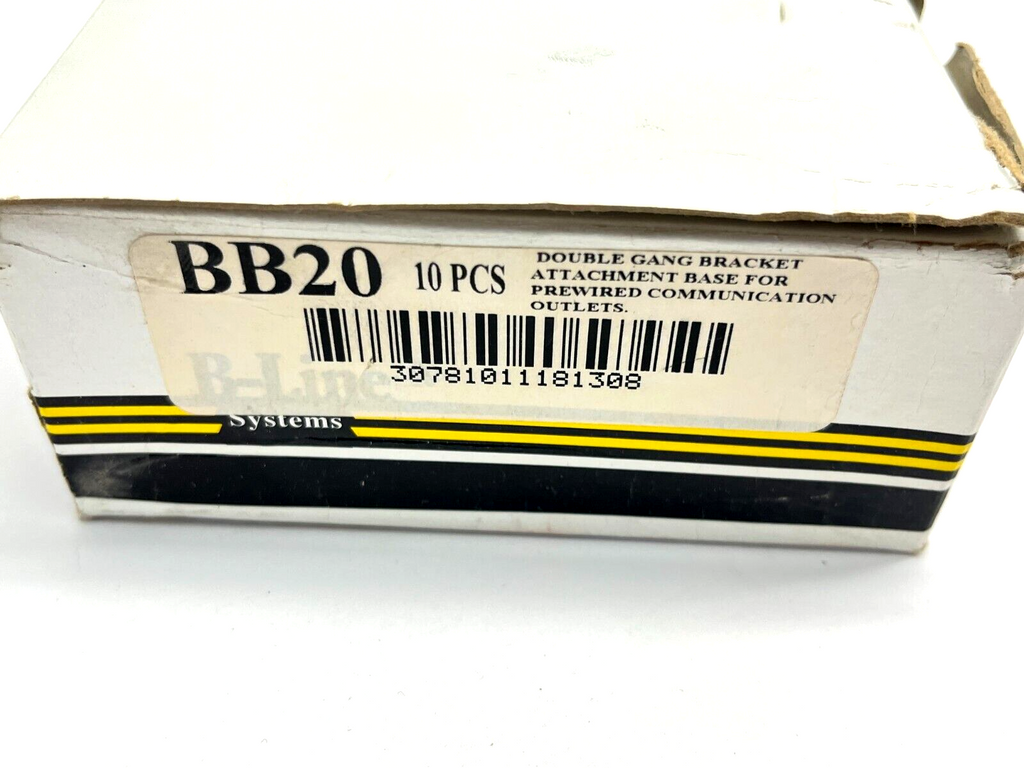 BB20 10 PCS
DOUBLE GANG BRACKET
ATTACHMENT BASE FOR
PREWIRED COMMUNICATION
OUTLETS.
30781011181308
B-Line
Systems